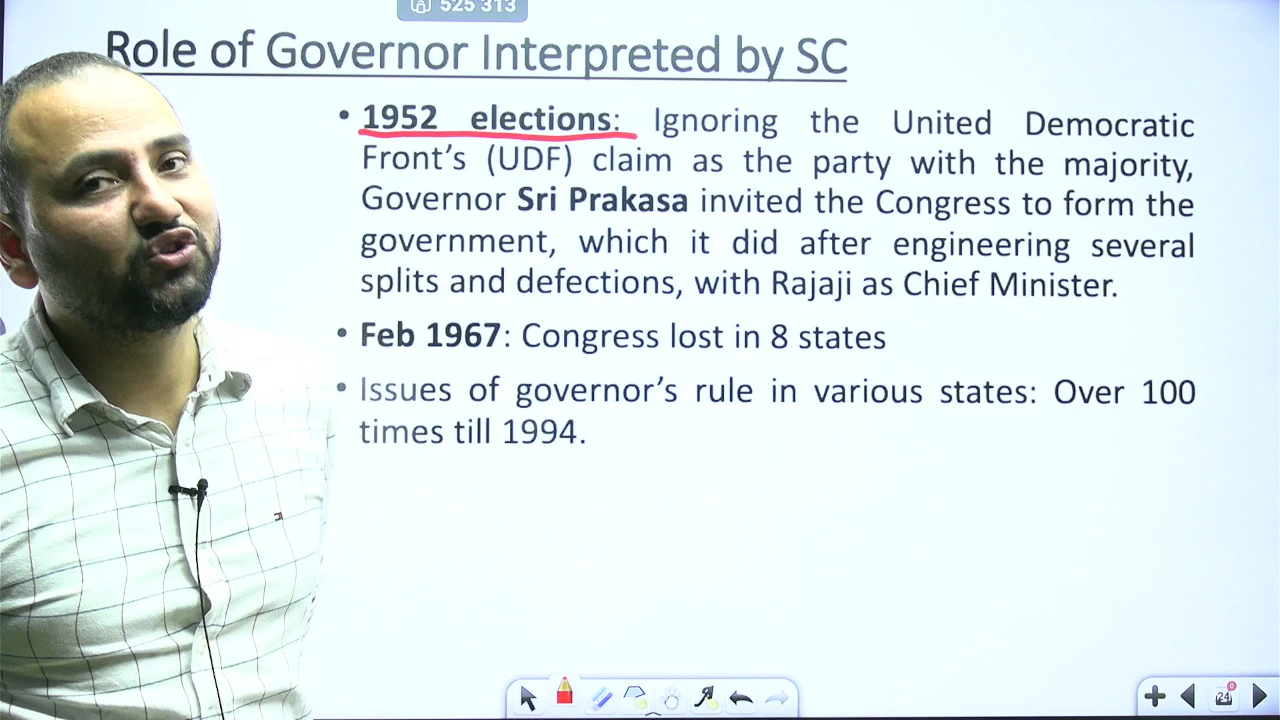 525 313
Role of Governor Interpreted by SC
• 1952 elections: Ignoring the United Democratic
Front's (UDF) claim as the party with the majority,
Governor Sri Prakasa invited the Congress to form the
government, which it did after engineering several
splits and defections, with Rajaji as Chief Minister.
• Feb 1967: Congress lost in 8 states
• Issues of governor's rule in various states: Over 100
times till 1994.
24